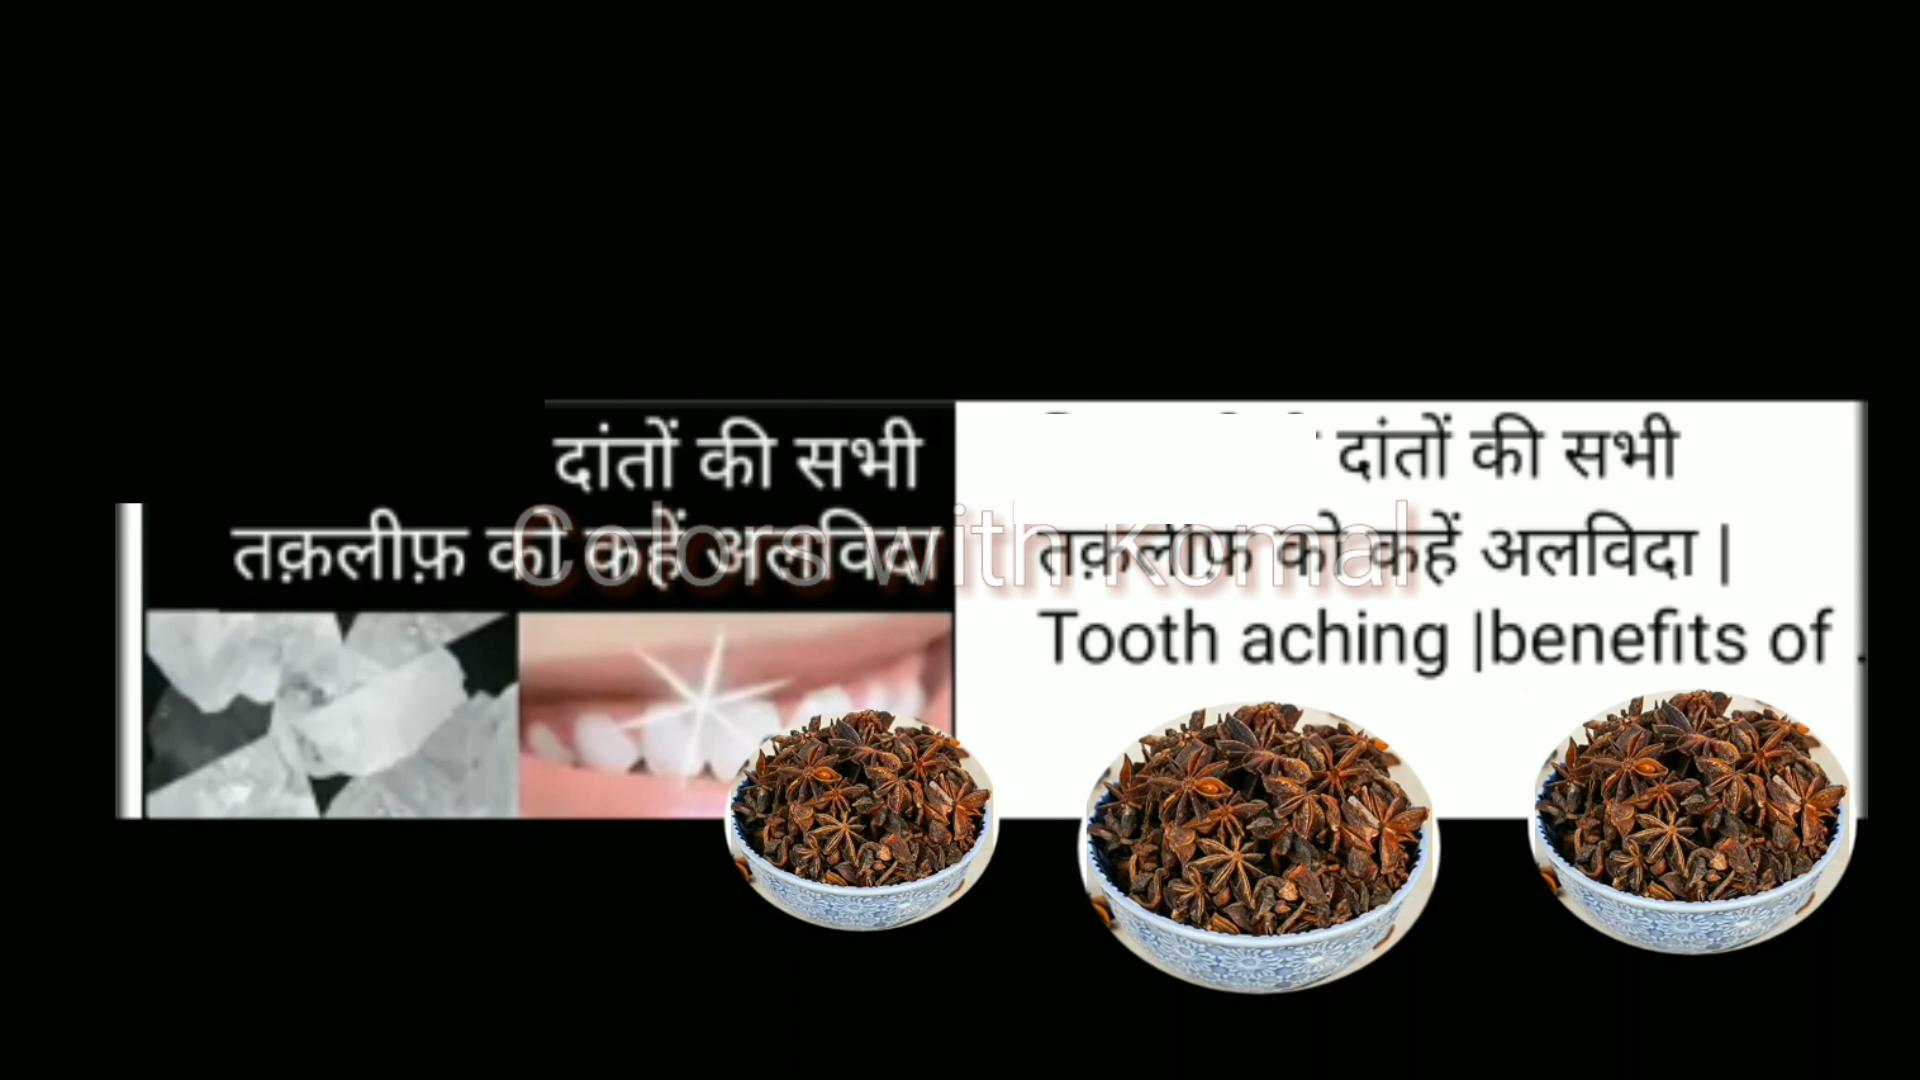 दांतों की सभी
तक़लीफ़ को कहें अलविदा
दांतों की सभी
तक़लीफ़ को कहें अलविदा |
Tooth aching |benefits of .
Colors with Komal